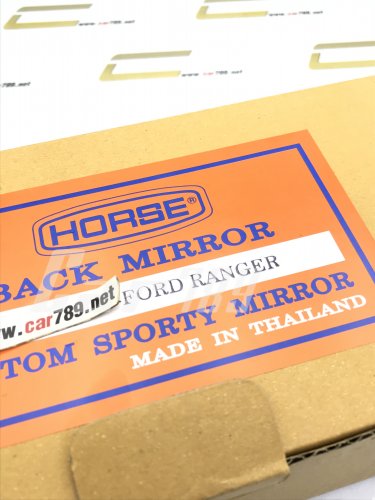 www.car789.net
www.car789.net
HORSE®
BACK MIRROR
FORD RANGER
www.car789.net
TOM SPORTY MIRROR
MADE IN THAILAND